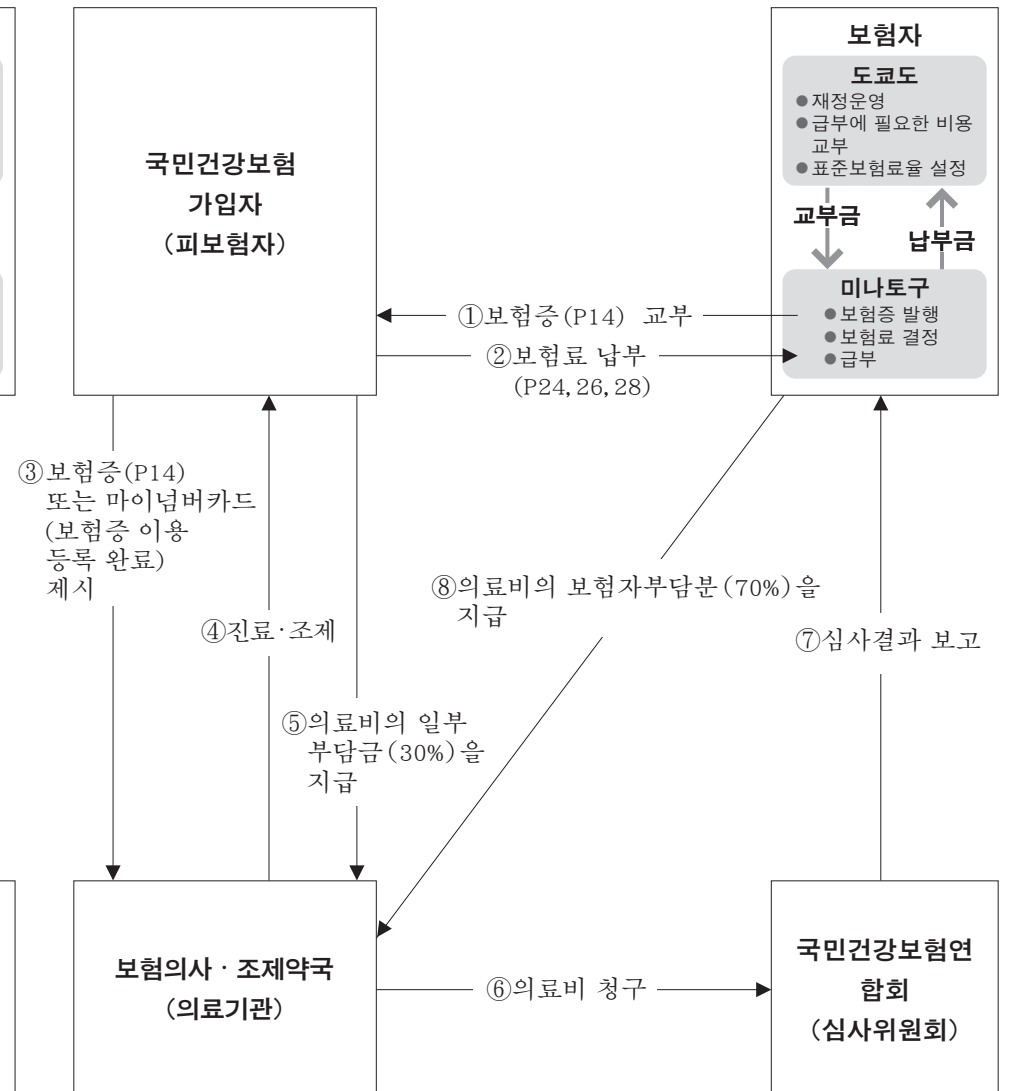 보험자
도쿄도
●재정운영
●급부에 필요한 비용
교부
●표준보험료율 설정
국민건강보험
가입자
(피보험자)
교부금
납부금
미나토구
●보험증 발행
●보험료 결정
●급부
①보험증(P14) 교부
②보험료 납부
(P24,26,28)
③보험증(P14)
또는 마이넘버카드
(보험증 이용
등록 완료)
제시
④진료·조제
⑤의료비의 일부
부담금(30%)을
지급
⑧의료비의 보험자부담분(70%)을
지급
⑦심사결과 보고
보험의사·조제약국
(의료기관)
⑥의료비 청구
국민건강보험연
합회
(심사위원회)